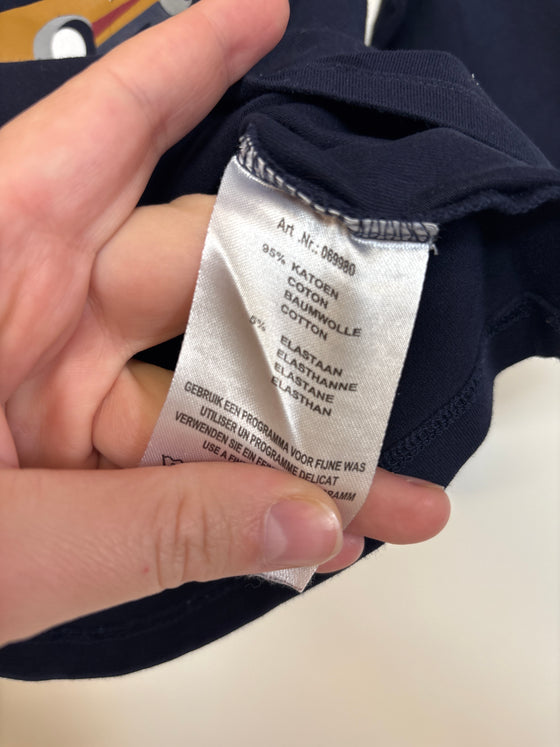 Art .Nr.: 069980
95% KATOEN
COTON
BAUMWOLLE
COTTON
5% ELASTAAN
ELASTHANNE
ELASTANE
ELASTHAN
GEBRUIK EEN PROGRAMMA VOOR FIJNE WAS
UTILISER UN PROGRAMME DELICAT
VERWENDEN SIE EIN
USE A